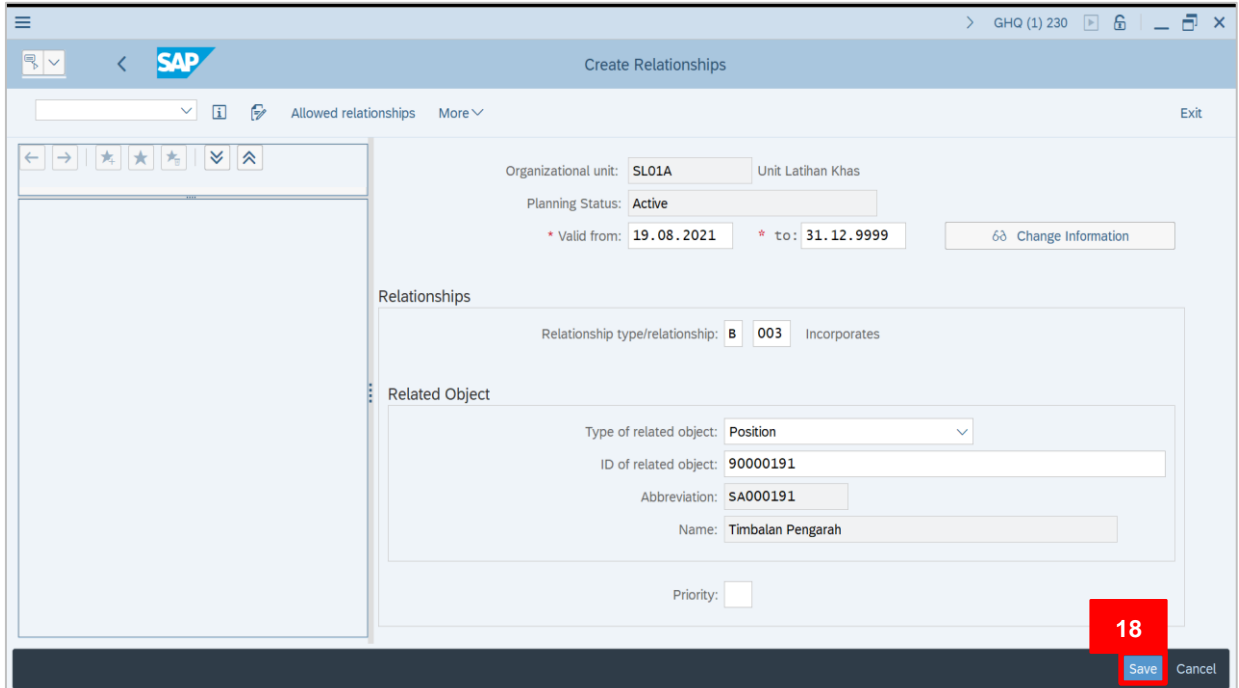 GHQ (1) 230
SAP
Create Relationships
Allowed relationships More
Exit
Organizational unit: SL01A Unit Latihan Khas
Planning Status: Active
* Valid from: 19.08.2021 * to: 31.12.9999 Change Information
Relationships
Relationship type/relationship: B 003 Incorporates
Related Object
Type of related object: Position
ID of related object: 90000191
Abbreviation: SA000191
Name: Timbalan Pengarah
Priority:
18
Save Cancel